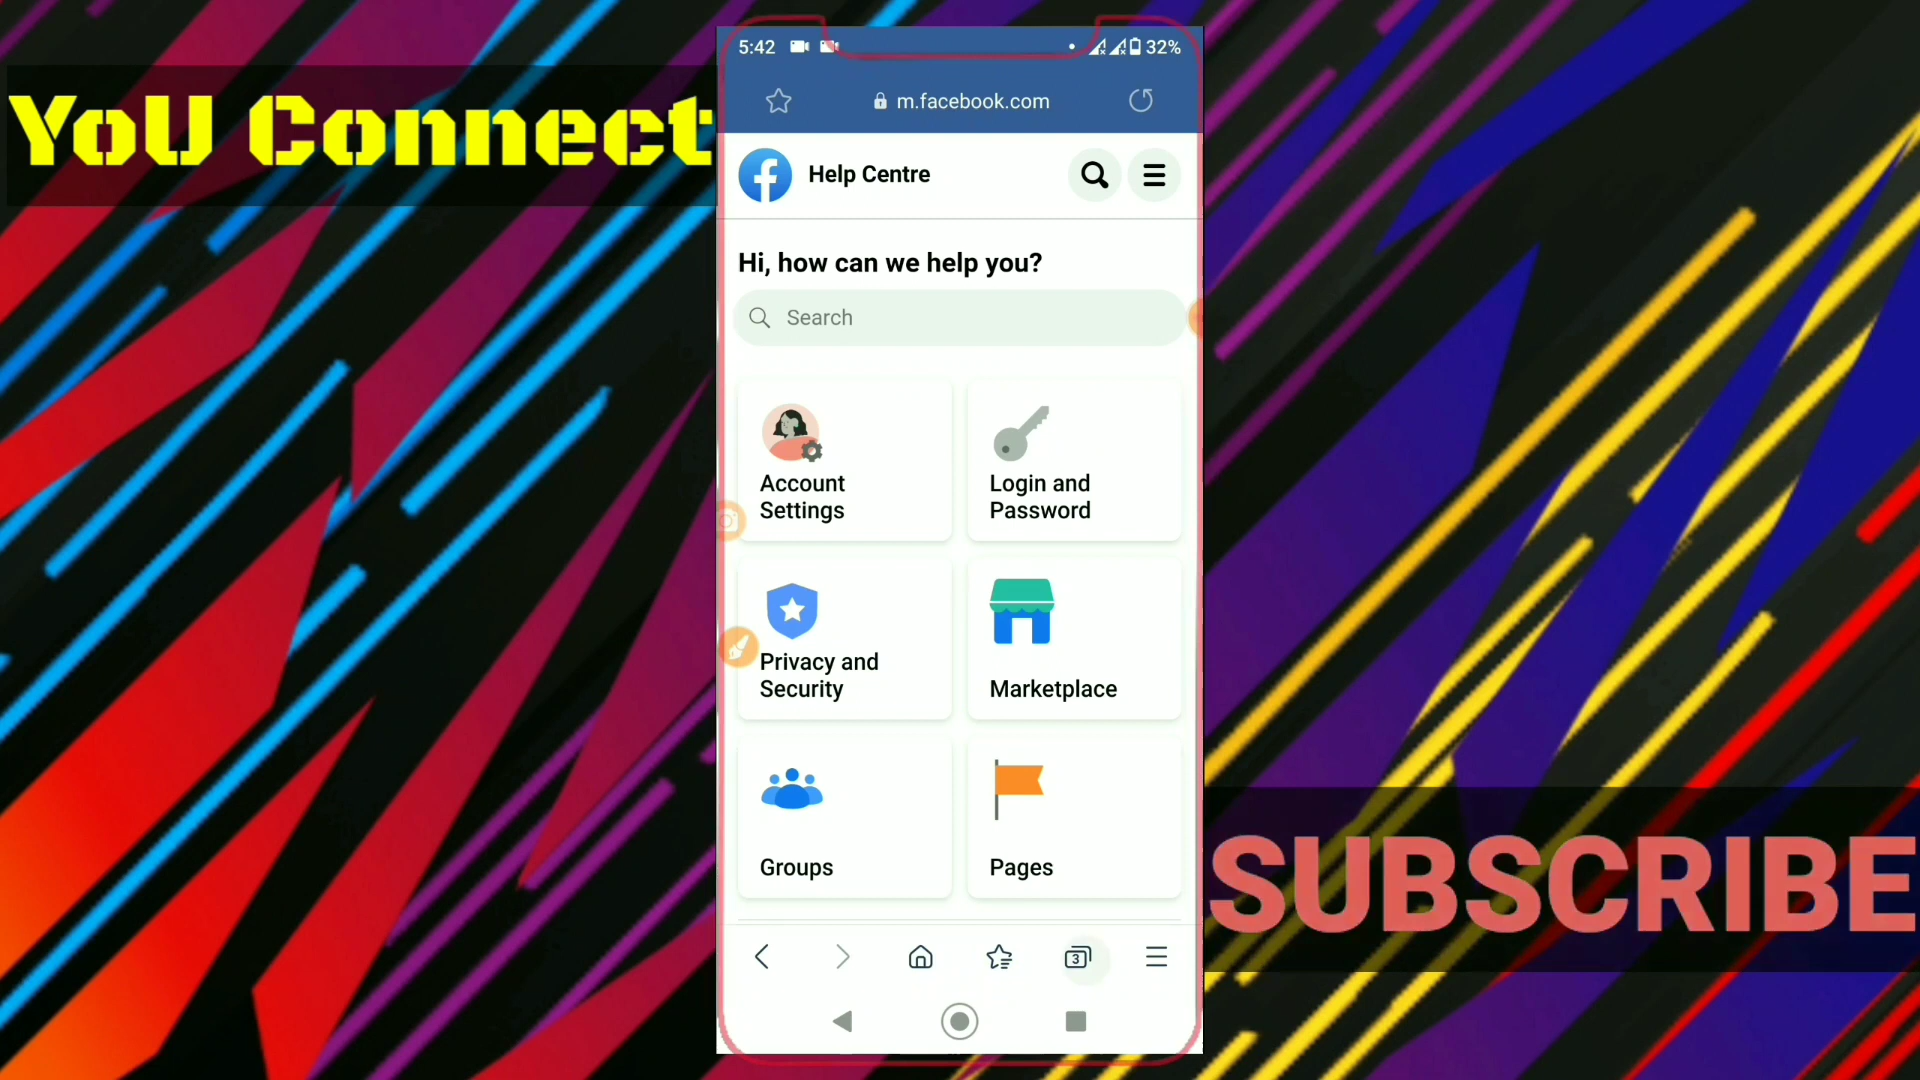 YoU Connect
5:42
32%
m.facebook.com
Help Centre
Hi, how can we help you?
Search
Account
Settings
Login and
Password
Privacy and
Security
Marketplace
Groups
Pages
3
SUBSCRIBE